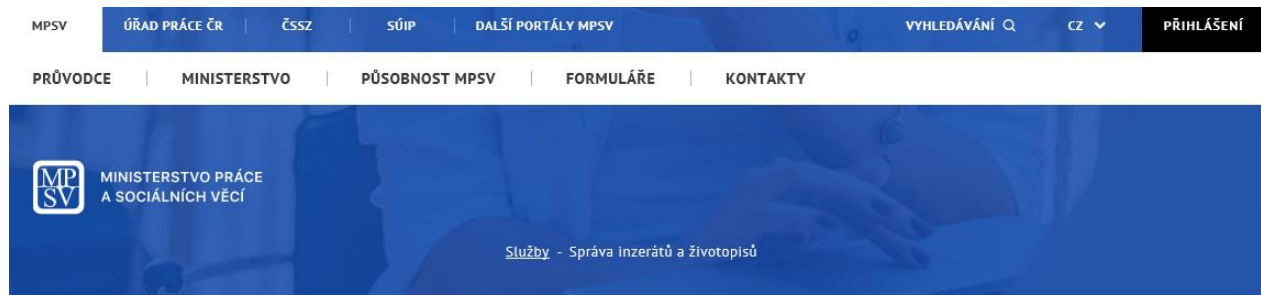 MPSV ÚŘAD PRÁCE ČR ČSSZ SÚIP DALŠÍ PORTÁLY MPSV VYHLEDÁVÁNÍ CZ PŘIHLÁŠENÍ
PRŮVODCE MINISTERSTVO PŮSOBNOST MPSV FORMULÁŘE KONTAKTY
MP
SV
MINISTERSTVO PRÁCE
A SOCIÁLNÍCH VĚCÍ
Služby - Správa inzerátů a životopisů